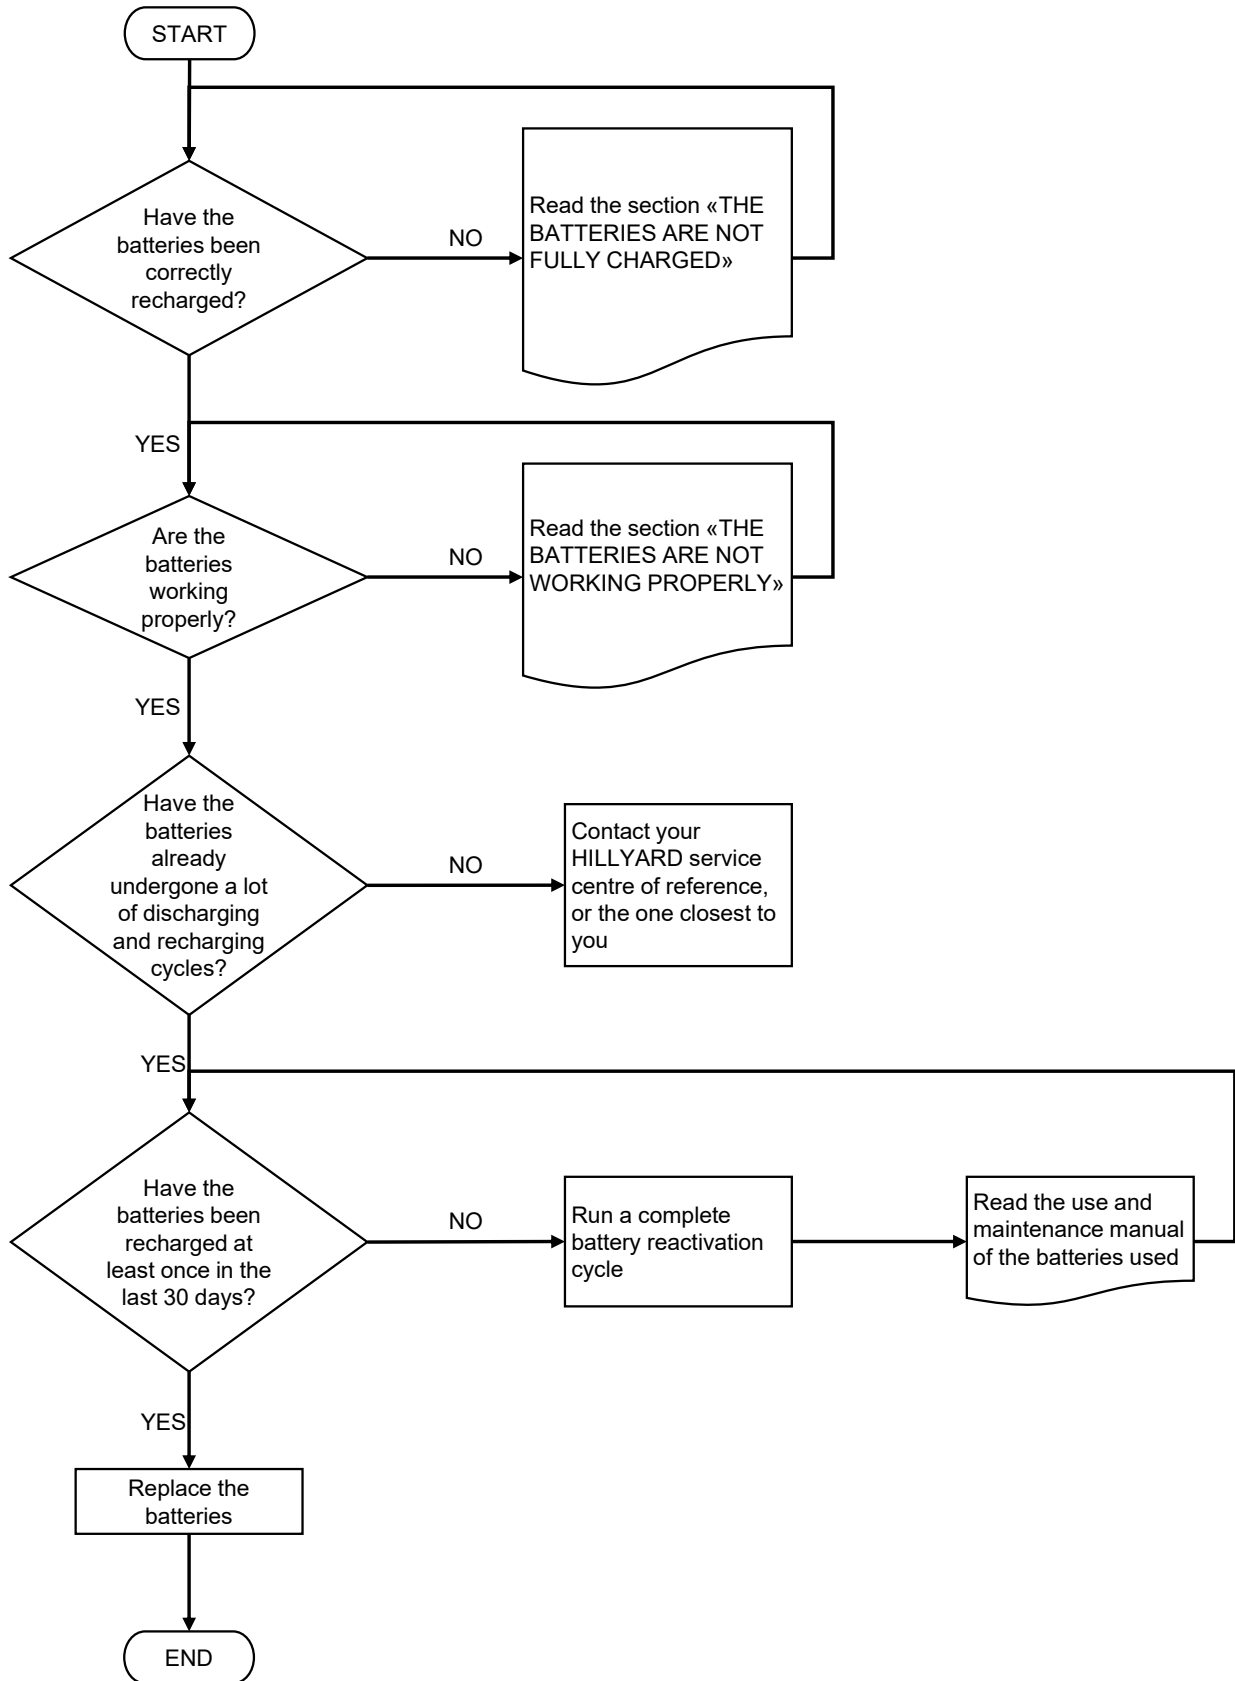 START
Have the
batteries been
correctly
recharged?
NO
Read the section «THE
BATTERIES ARE NOT
FULLY CHARGED»
YES
Are the
batteries
working
properly?
NO
Read the section «THE
BATTERIES ARE NOT
WORKING PROPERLY»
YES
Have the
batteries
already
undergone a lot
of discharging
and recharging
cycles?
NO
Contact your
HILLYARD service
centre of reference,
or the one closest to
you
YES
Have the
batteries been
recharged at
least once in the
last 30 days?
NO
Run a complete
battery reactivation
cycle
Read the use and
maintenance manual
of the batteries used
YES
Replace the
batteries
END